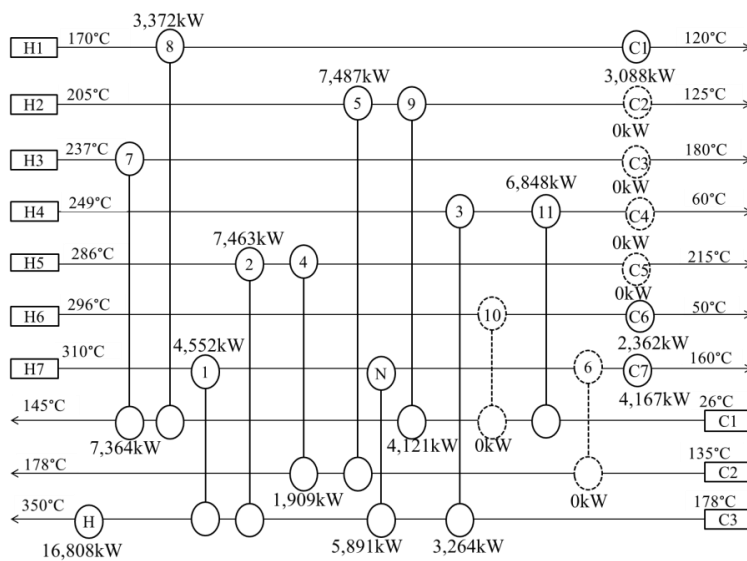 3,372kW
H1 170°C 8 C1 120°C
7,487kW 3,088kW
H2 205°C 5 9 C2 125°C
0kW
H3 237°C 7 C3 180°C
6,848kW 0kW
H4 249°C 3 11 C4 60°C
7,463kW 0kW
H5 286°C 2 4 C5 215°C
0kW
H6 296°C 10 C6 50°C
4,552kW 2,362kW
H7 310°C 1 N 6 C7 160°C
4,167kW
145°C 26°C C1
7,364kW 4,121kW 0kW
178°C 135°C C2
1,909kW 0kW
350°C H 178°C C3
16,808kW 5,891kW 3,264kW